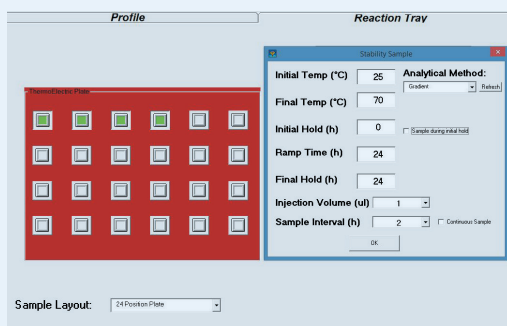 Profile
Reaction Tray
Stability Sample
ThermoElectric Plate
Initial Temp (°C) 25
Analytical Method:
Gradient Refresh
Final Temp (°C) 70
Initial Hold (h) 0
Sample during initial hold
Ramp Time (h) 24
Final Hold (h) 24
Injection Volume (ul) 1
Sample Interval (h) 2
Continuous Sample
OK
Sample Layout: 24 Position Plate